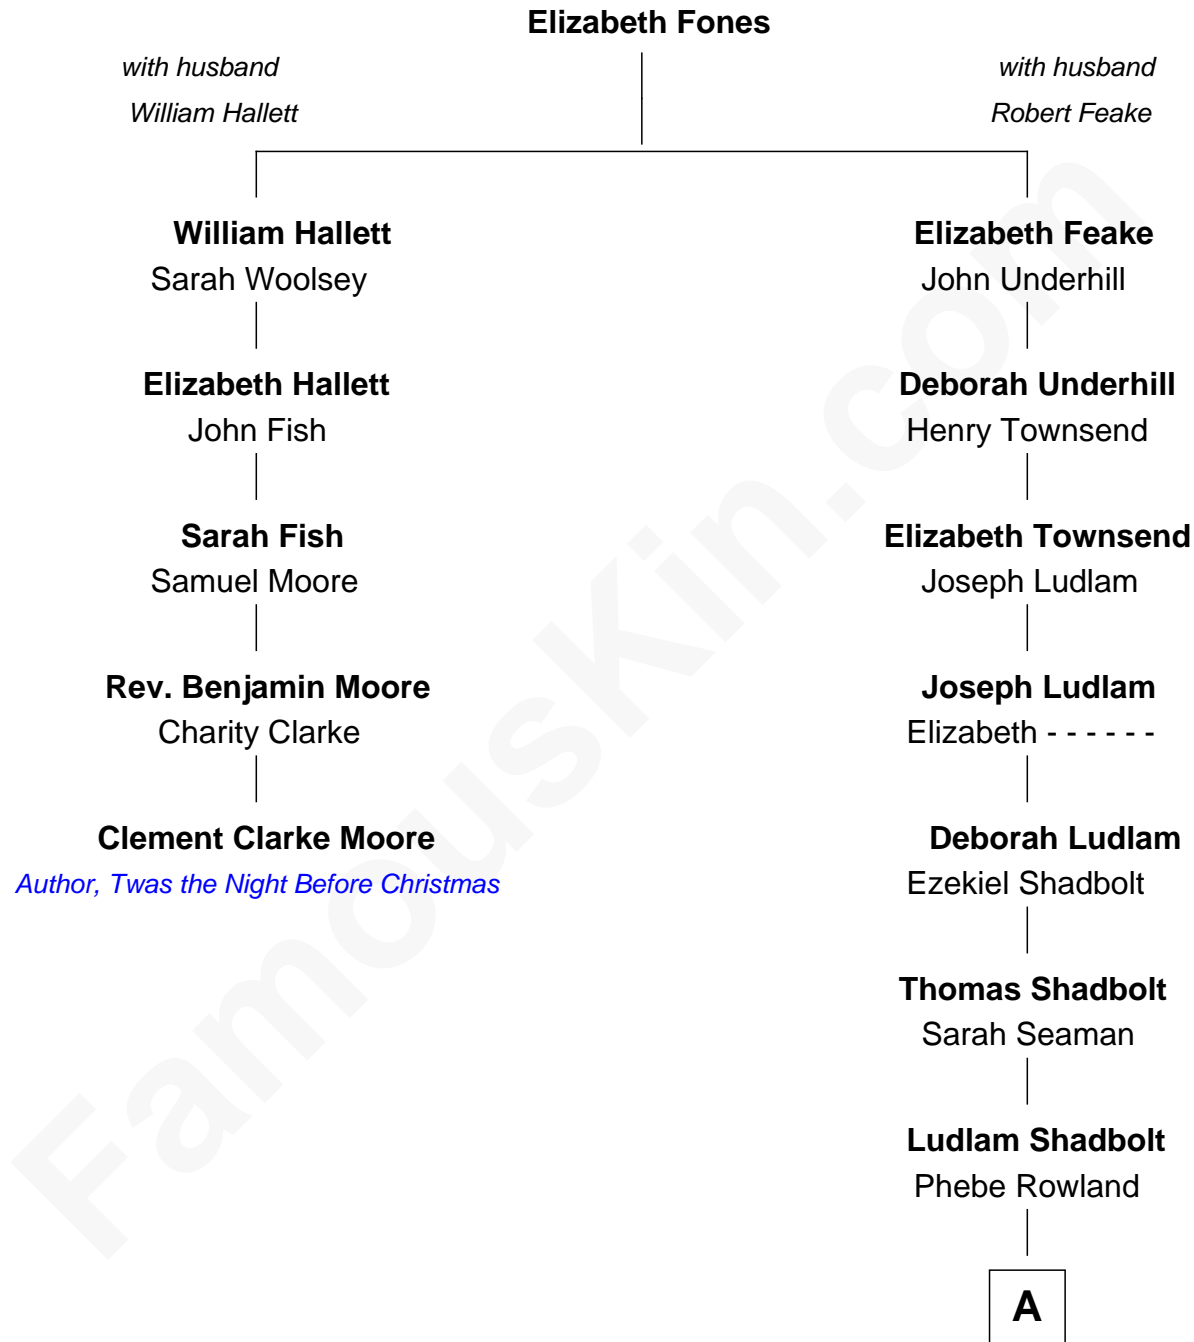 Elizabeth Fones
with husband
William Hallett
with husband
Robert Feake
William Hallett
Sarah Woolsey
Elizabeth Hallett
John Fish
Sarah Fish
Samuel Moore
Rev. Benjamin Moore
Charity Clarke
Clement Clarke Moore
Author, Twas the Night Before Christmas
Elizabeth Feake
John Underhill
Deborah Underhill
Henry Townsend
Elizabeth Townsend
Joseph Ludlam
Joseph Ludlam
Elizabeth - - - - - -
Deborah Ludlam
Ezekiel Shadbolt
Thomas Shadbolt
Sarah Seaman
Ludlam Shadbolt
Phebe Rowland
A
FamousKin.com